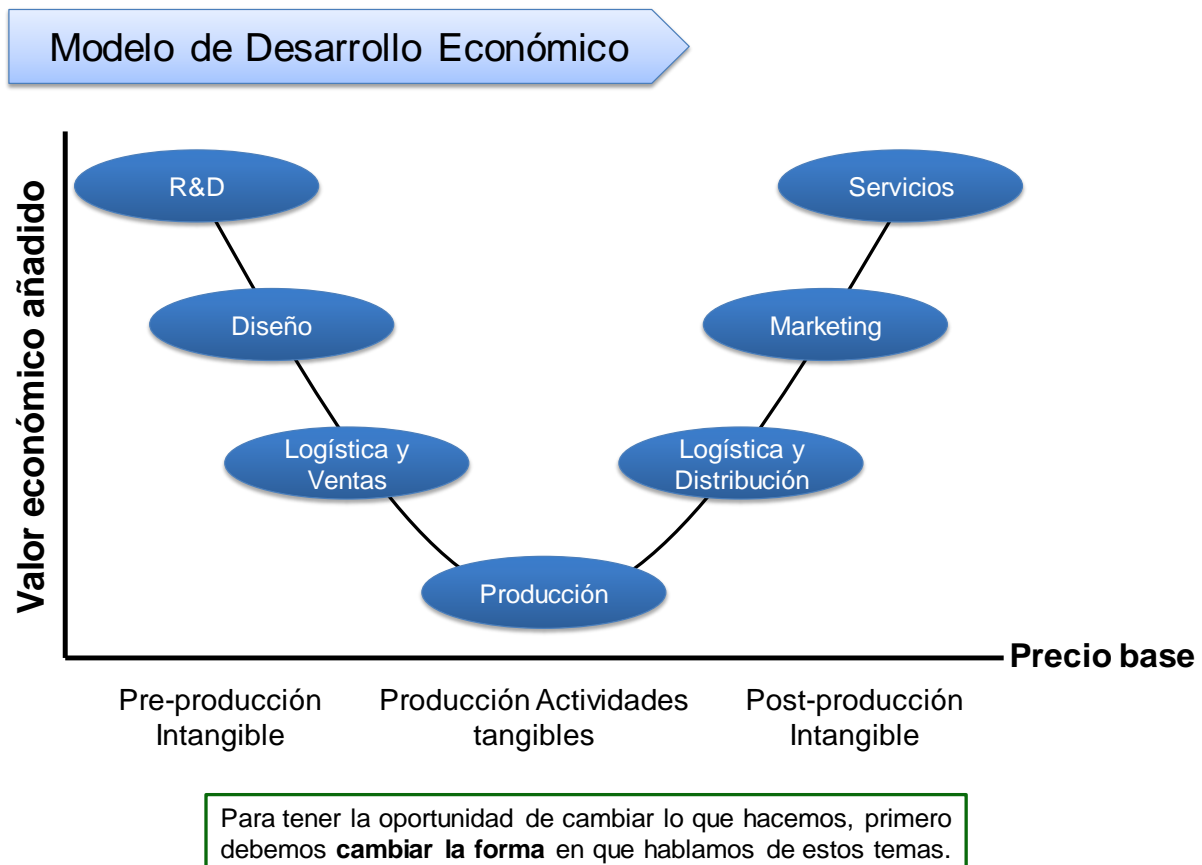 Modelo de Desarrollo Económico
Valor económico añadido
R&D
Servicios
Diseño
Marketing
Logística y
Ventas
Logística y
Distribución
Producción
Precio base
Pre-producción
Intangible
Producción Actividades
tangibles
Post-producción
Intangible
Para tener la oportunidad de cambiar lo que hacemos, primero
debemos cambiar la forma en que hablamos de estos temas.